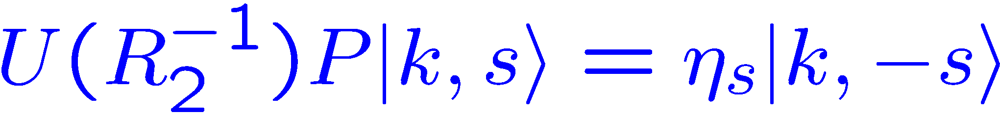 U(R_2^{-1})P|k, s⟩ = η_s|k, −s⟩